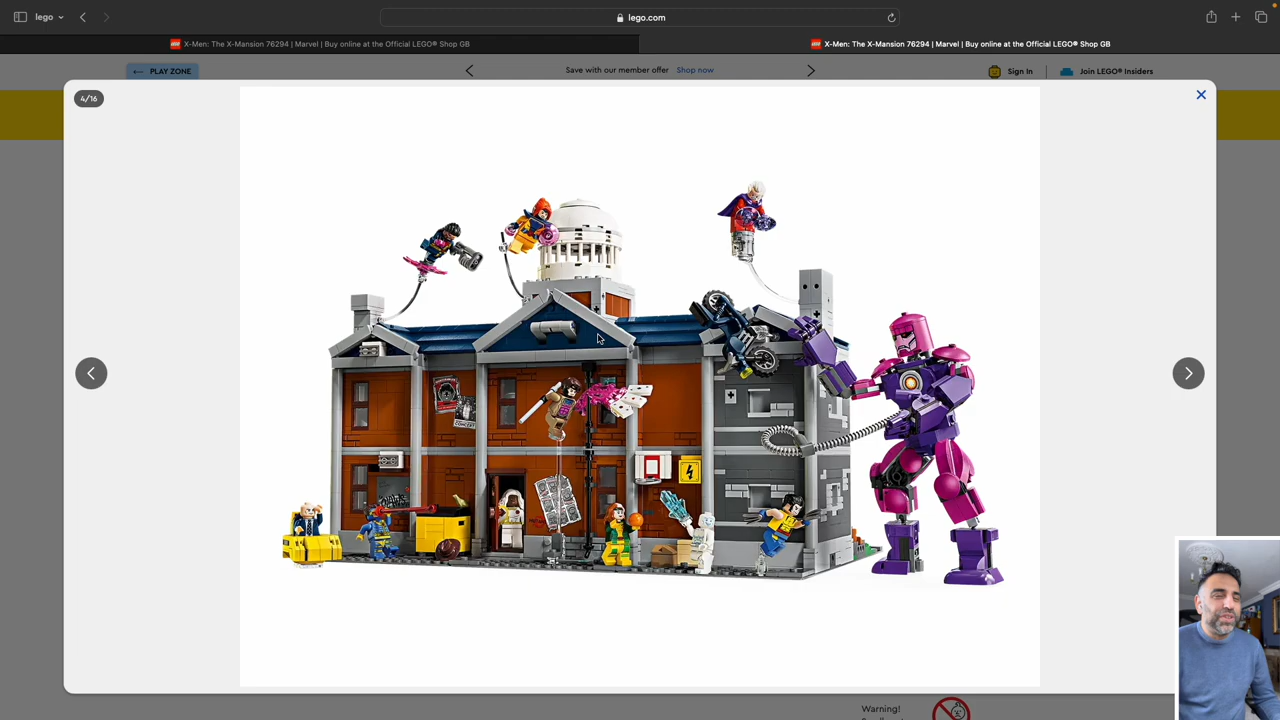 lego
lego.com
X-Men: The X-Mansion 76294 | Marvel | Buy online at the Official LEGO® Shop GB
X-Men: The X-Mansion 76294 | Marvel | Buy online at the Official LEGO® Shop GB
PLAY ZONE
Save with our member offer Shop now
Sign In
Join LEGO® Insiders
4/16
CONCERT
Warning!